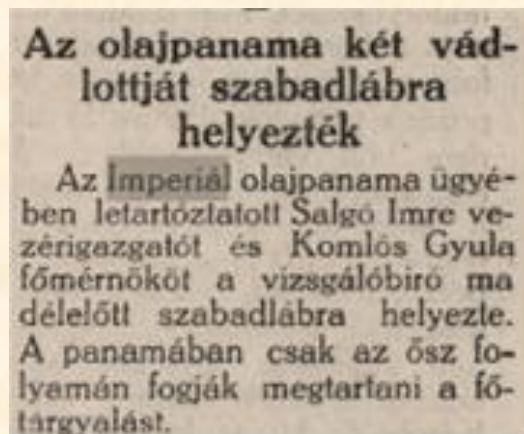 Az olajpanama két vád-
lottját szabadlábra
helyezték
Az Imperiál olajpanama ügyé-
ben letartóztatott Salgó Imre ve-
zérigazgatót és Komlós Gyula
főmérnököt a vizsgálóbiró ma
délelőtt szabadlábra helyezte.
A panamában csak az ősz fo-
lyamán fogják megtartani a fő-
tárgyalást.